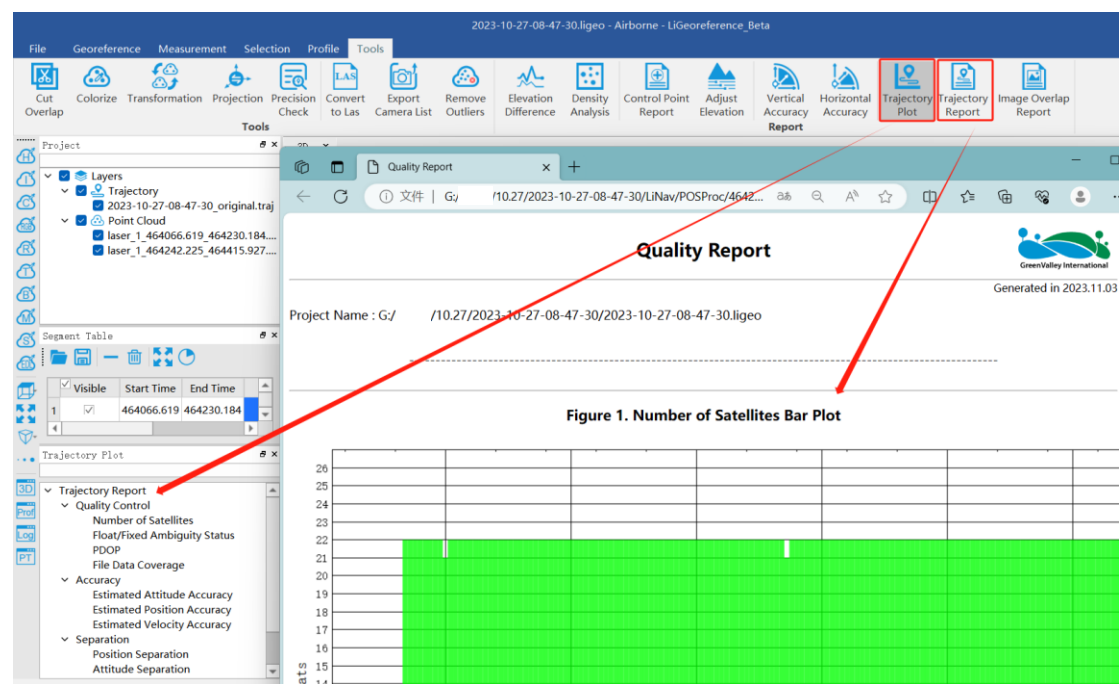 2023-10-27-08-47-30.ligeo - Airborne - LiGeoreference_Beta
File Georeference Measurement Selection Profile Tools
Cut Overlap
Colorize
Transformation
Projection
Precision Check
Convert to Las
LAS
Export Camera List
Remove Outliers
Elevation Difference
Density Analysis
Control Point Report
Adjust Elevation
Vertical Accuracy
Horizontal Accuracy
Trajectory Plot
Trajectory Report
Image Overlap Report
Tools
Report
Project
Layers
Trajectory
2023-10-27-08-47-30_original.traj
Point Cloud
laser_1_464066.619_464230.184....
laser_1_464242.225_464415.927....
Segment Table
Visible Start Time End Time
1 464066.619 464230.184
Trajectory Plot
Trajectory Report
Quality Control
Number of Satellites
Float/Fixed Ambiguity Status
PDOP
File Data Coverage
Accuracy
Estimated Attitude Accuracy
Estimated Position Accuracy
Estimated Velocity Accuracy
Separation
Position Separation
Attitude Separation
3D
Prof
Log
PT
Quality Report
文件 | G:/ /10.27/2023-10-27-08-47-30/LiNav/POSProc/4642...
Quality Report
GreenValley International
Generated in 2023.11.03
Project Name : G:/ /10.27/2023-10-27-08-47-30/2023-10-27-08-47-30.ligeo
Figure 1. Number of Satellites Bar Plot
26
25
24
23
22
21
20
19
18
17
16
15
14